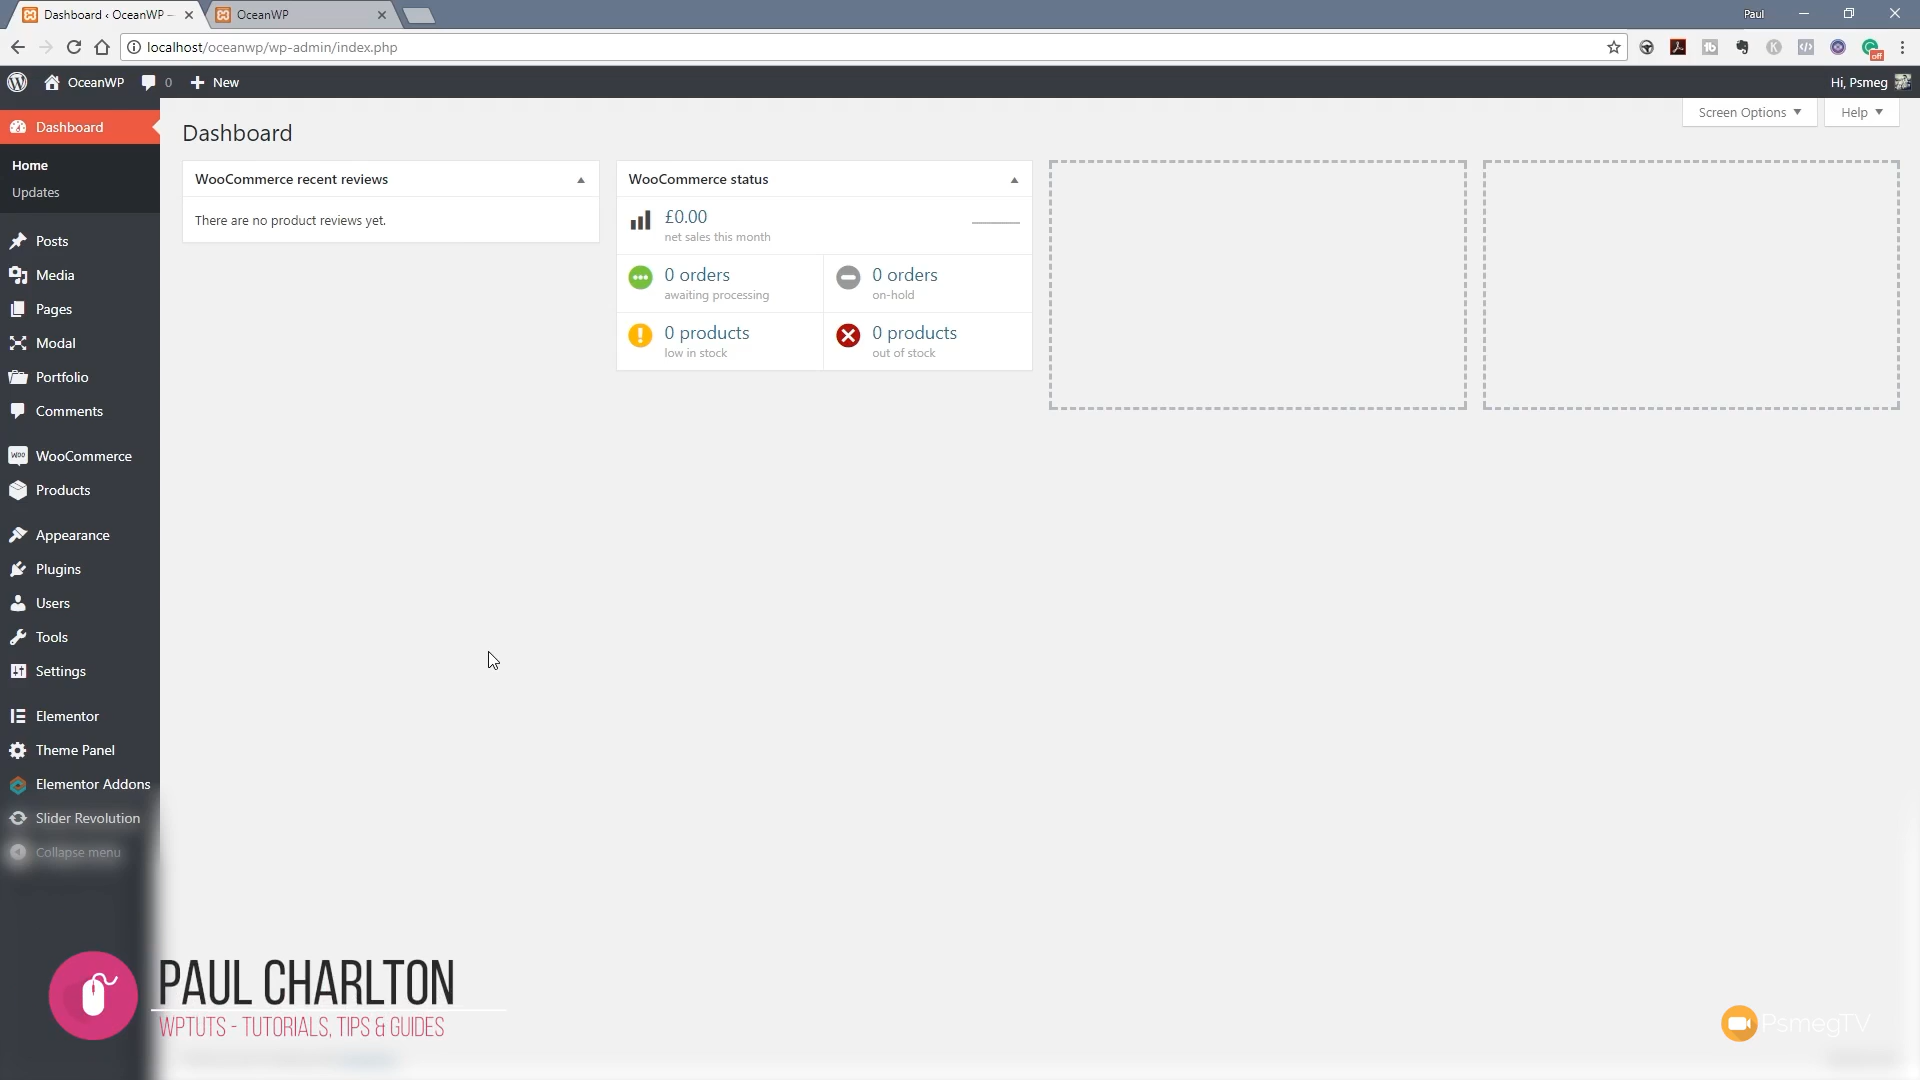 Dashboard ‹ OceanWP –
OceanWP
Paul
localhost/oceanwp/wp-admin/index.php
off
OceanWP
0
New
Hi, Psmeg
Dashboard
Home
Updates
Posts
Media
Pages
Modal
Portfolio
Comments
WooCommerce
Products
Appearance
Plugins
Users
Tools
Settings
Elementor
Theme Panel
Elementor Addons
Slider Revolution
Collapse menu
Screen Options
Help
Dashboard
WooCommerce recent reviews
There are no product reviews yet.
WooCommerce status
£0.00
net sales this month
0 orders
awaiting processing
0 orders
on-hold
0 products
low in stock
0 products
out of stock
PAUL CHARLTON
WPTUTS - TUTORIALS, TIPS & GUIDES
PsmegTV